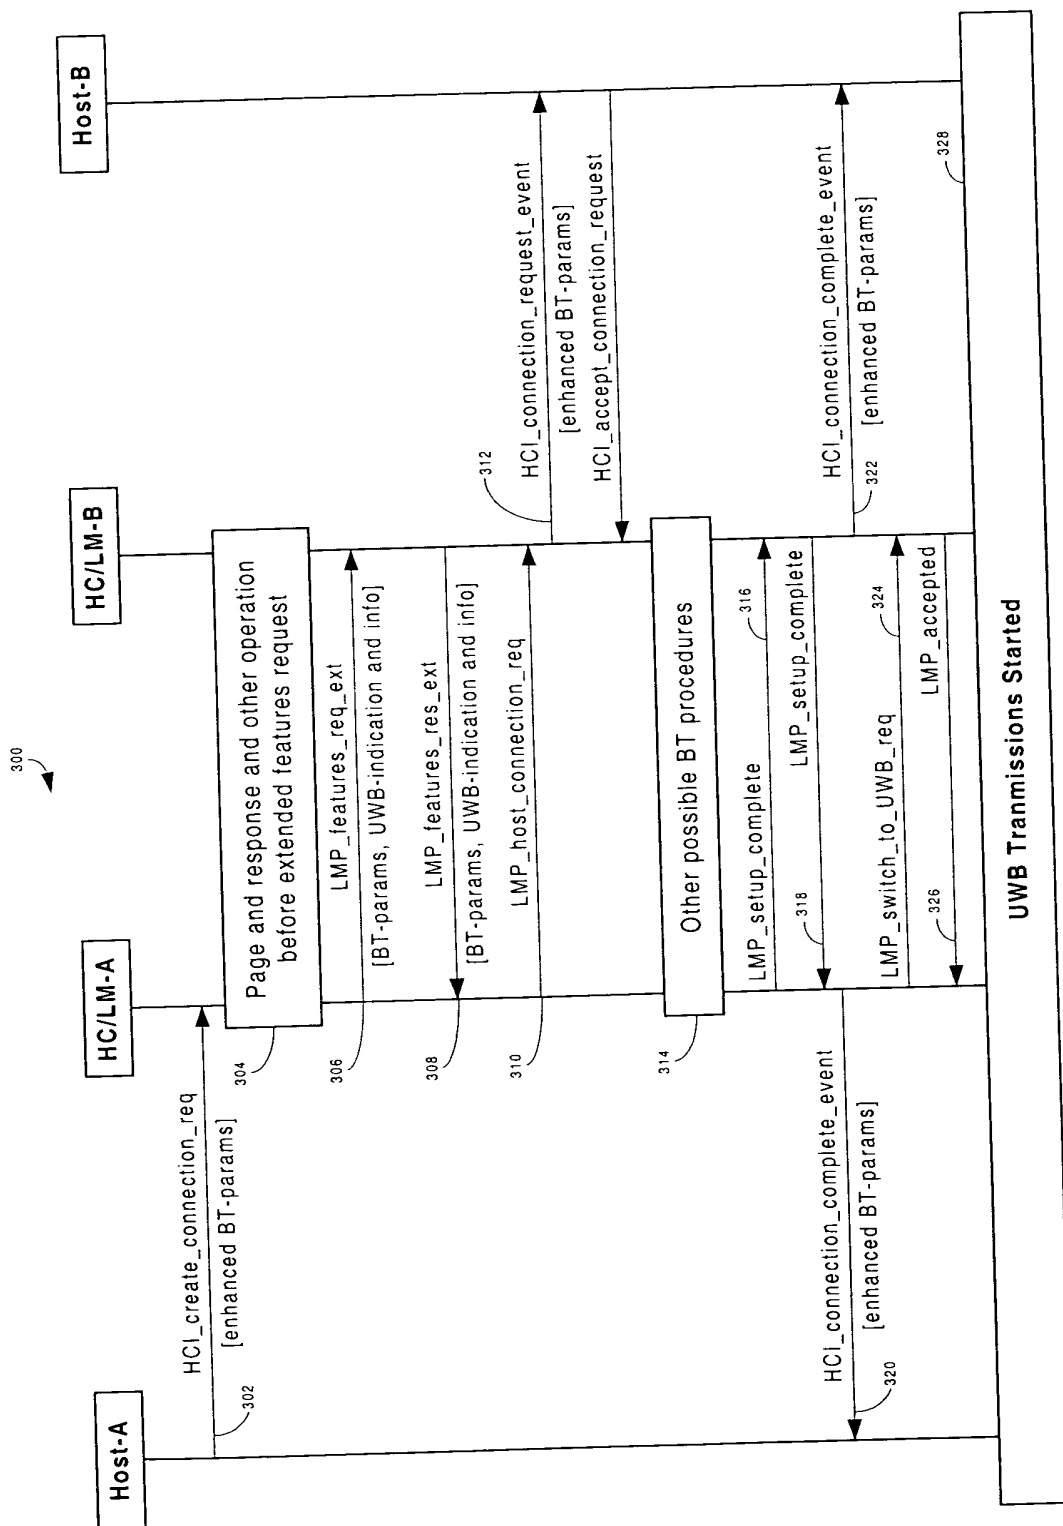 300
Host-A
HC/LM-A
HC/LM-B
Host-B
HCI_create_connection_req
[enhanced BT-params]
302
Page and response and other operation
before extended features request
304
LMP_features_req_ext
[BT-params, UWB-indication and info]
306
LMP_features_res_ext
[BT-params, UWB-indication and info]
308
LMP_host_connection_req
310
312
HCI_connection_request_event
[enhanced BT-params]
HCI_accept_connection_request
Other possible BT procedures
314
LMP_setup_complete
316
LMP_setup_complete
318
HCI_connection_complete_event
[enhanced BT-params]
320
HCI_connection_complete_event
[enhanced BT-params]
322
LMP_switch_to_UWB_req
324
LMP_accepted
326
UWB Tranmissions Started
328